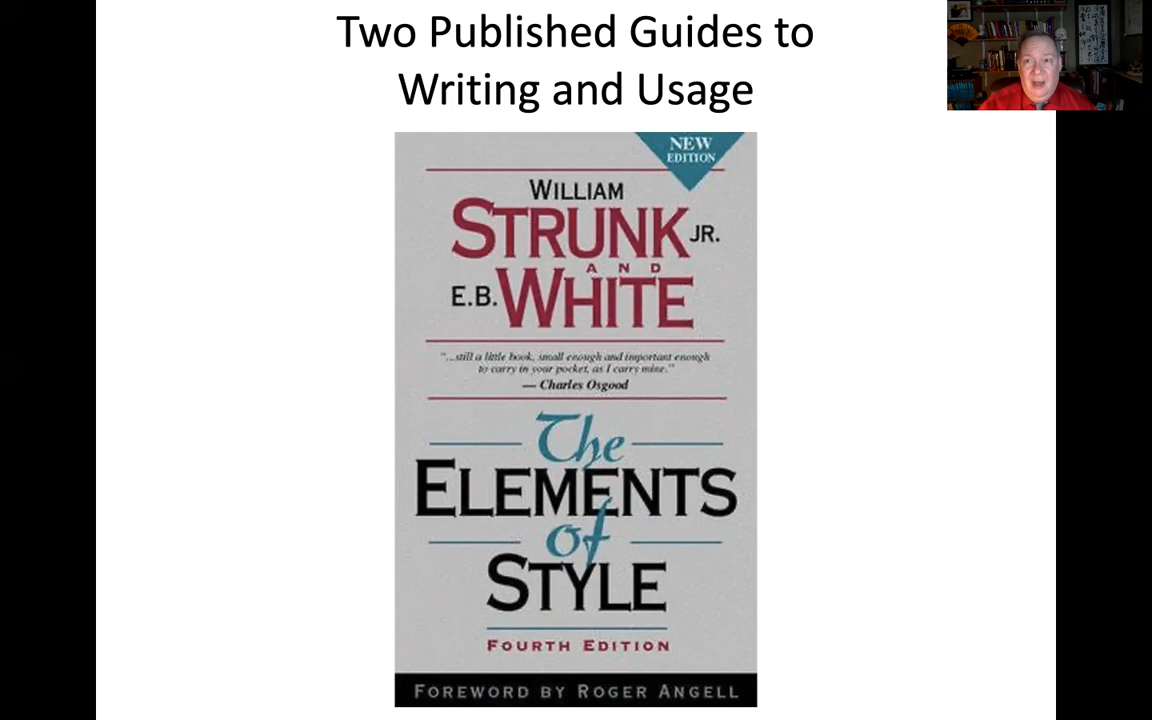 Two Published Guides to
Writing and Usage
NEW
EDITION
WILLIAM
STRUNK JR.
AND
E.B. WHITE
"...still a little book, small enough and important enough
to carry in your pocket, as I carry mine."
— Charles Osgood
The
ELEMENTS
of
STYLE
FOURTH EDITION
FOREWORD BY ROGER ANGELL